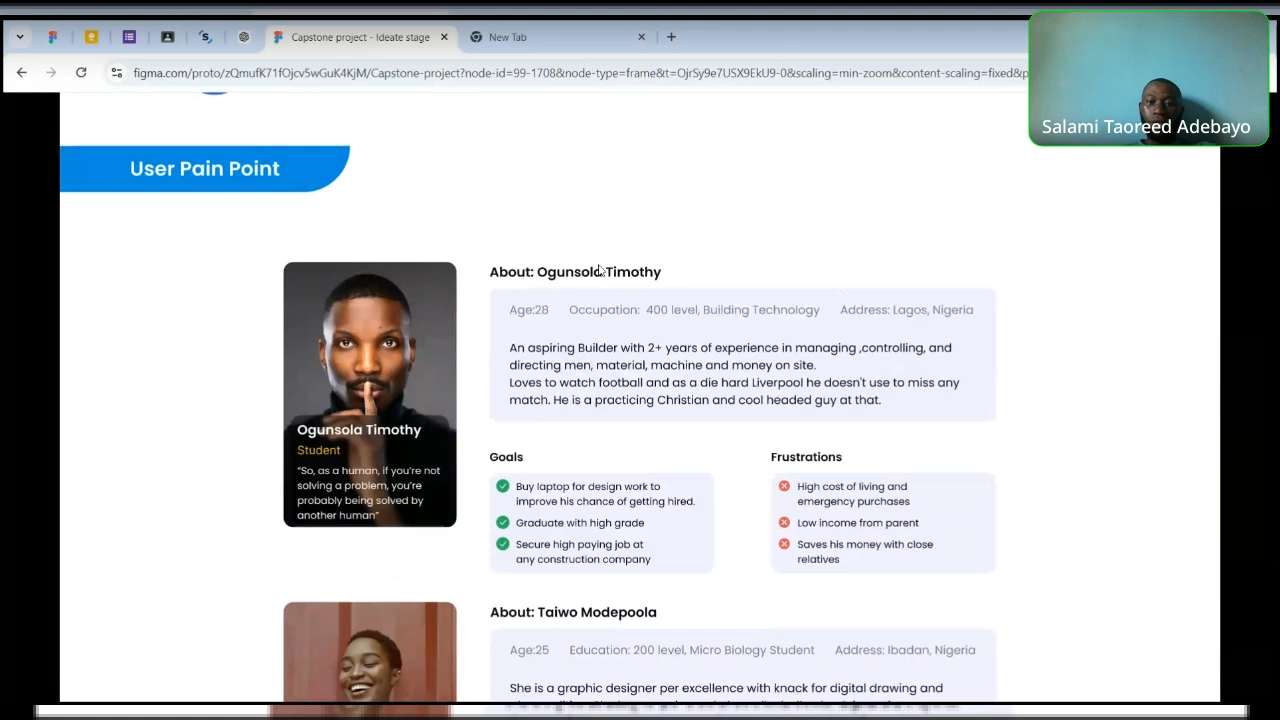 Capstone project - Ideate stage
New Tab
figma.com/proto/zQmufK71fOjcv5wGuK4KjM/Capstone-project?node-id=99-1708&node-type=frame&t=OjrSy9e7USX9EkU9-0&scaling=min-zoom&content-scaling=fixed&p
Salami Taoreed Adebayo
User Pain Point
About: Ogunsola Timothy
Age:28 Occupation: 400 level, Building Technology Address: Lagos, Nigeria
An aspiring Builder with 2+ years of experience in managing ,controlling, and
directing men, material, machine and money on site.
Loves to watch football and as a die hard Liverpool he doesn't use to miss any
match. He is a practicing Christian and cool headed guy at that.
Ogunsola Timothy
Student
“So, as a human, if you’re not
solving a problem, you’re
probably being solved by
another human”
Goals
Buy laptop for design work to
improve his chance of getting hired.
Graduate with high grade
Secure high paying job at
any construction company
Frustrations
High cost of living and
emergency purchases
Low income from parent
Saves his money with close
relatives
About: Taiwo Modepoola
Age:25 Education: 200 level, Micro Biology Student Address: Ibadan, Nigeria
She is a graphic designer per excellence with knack for digital drawing and